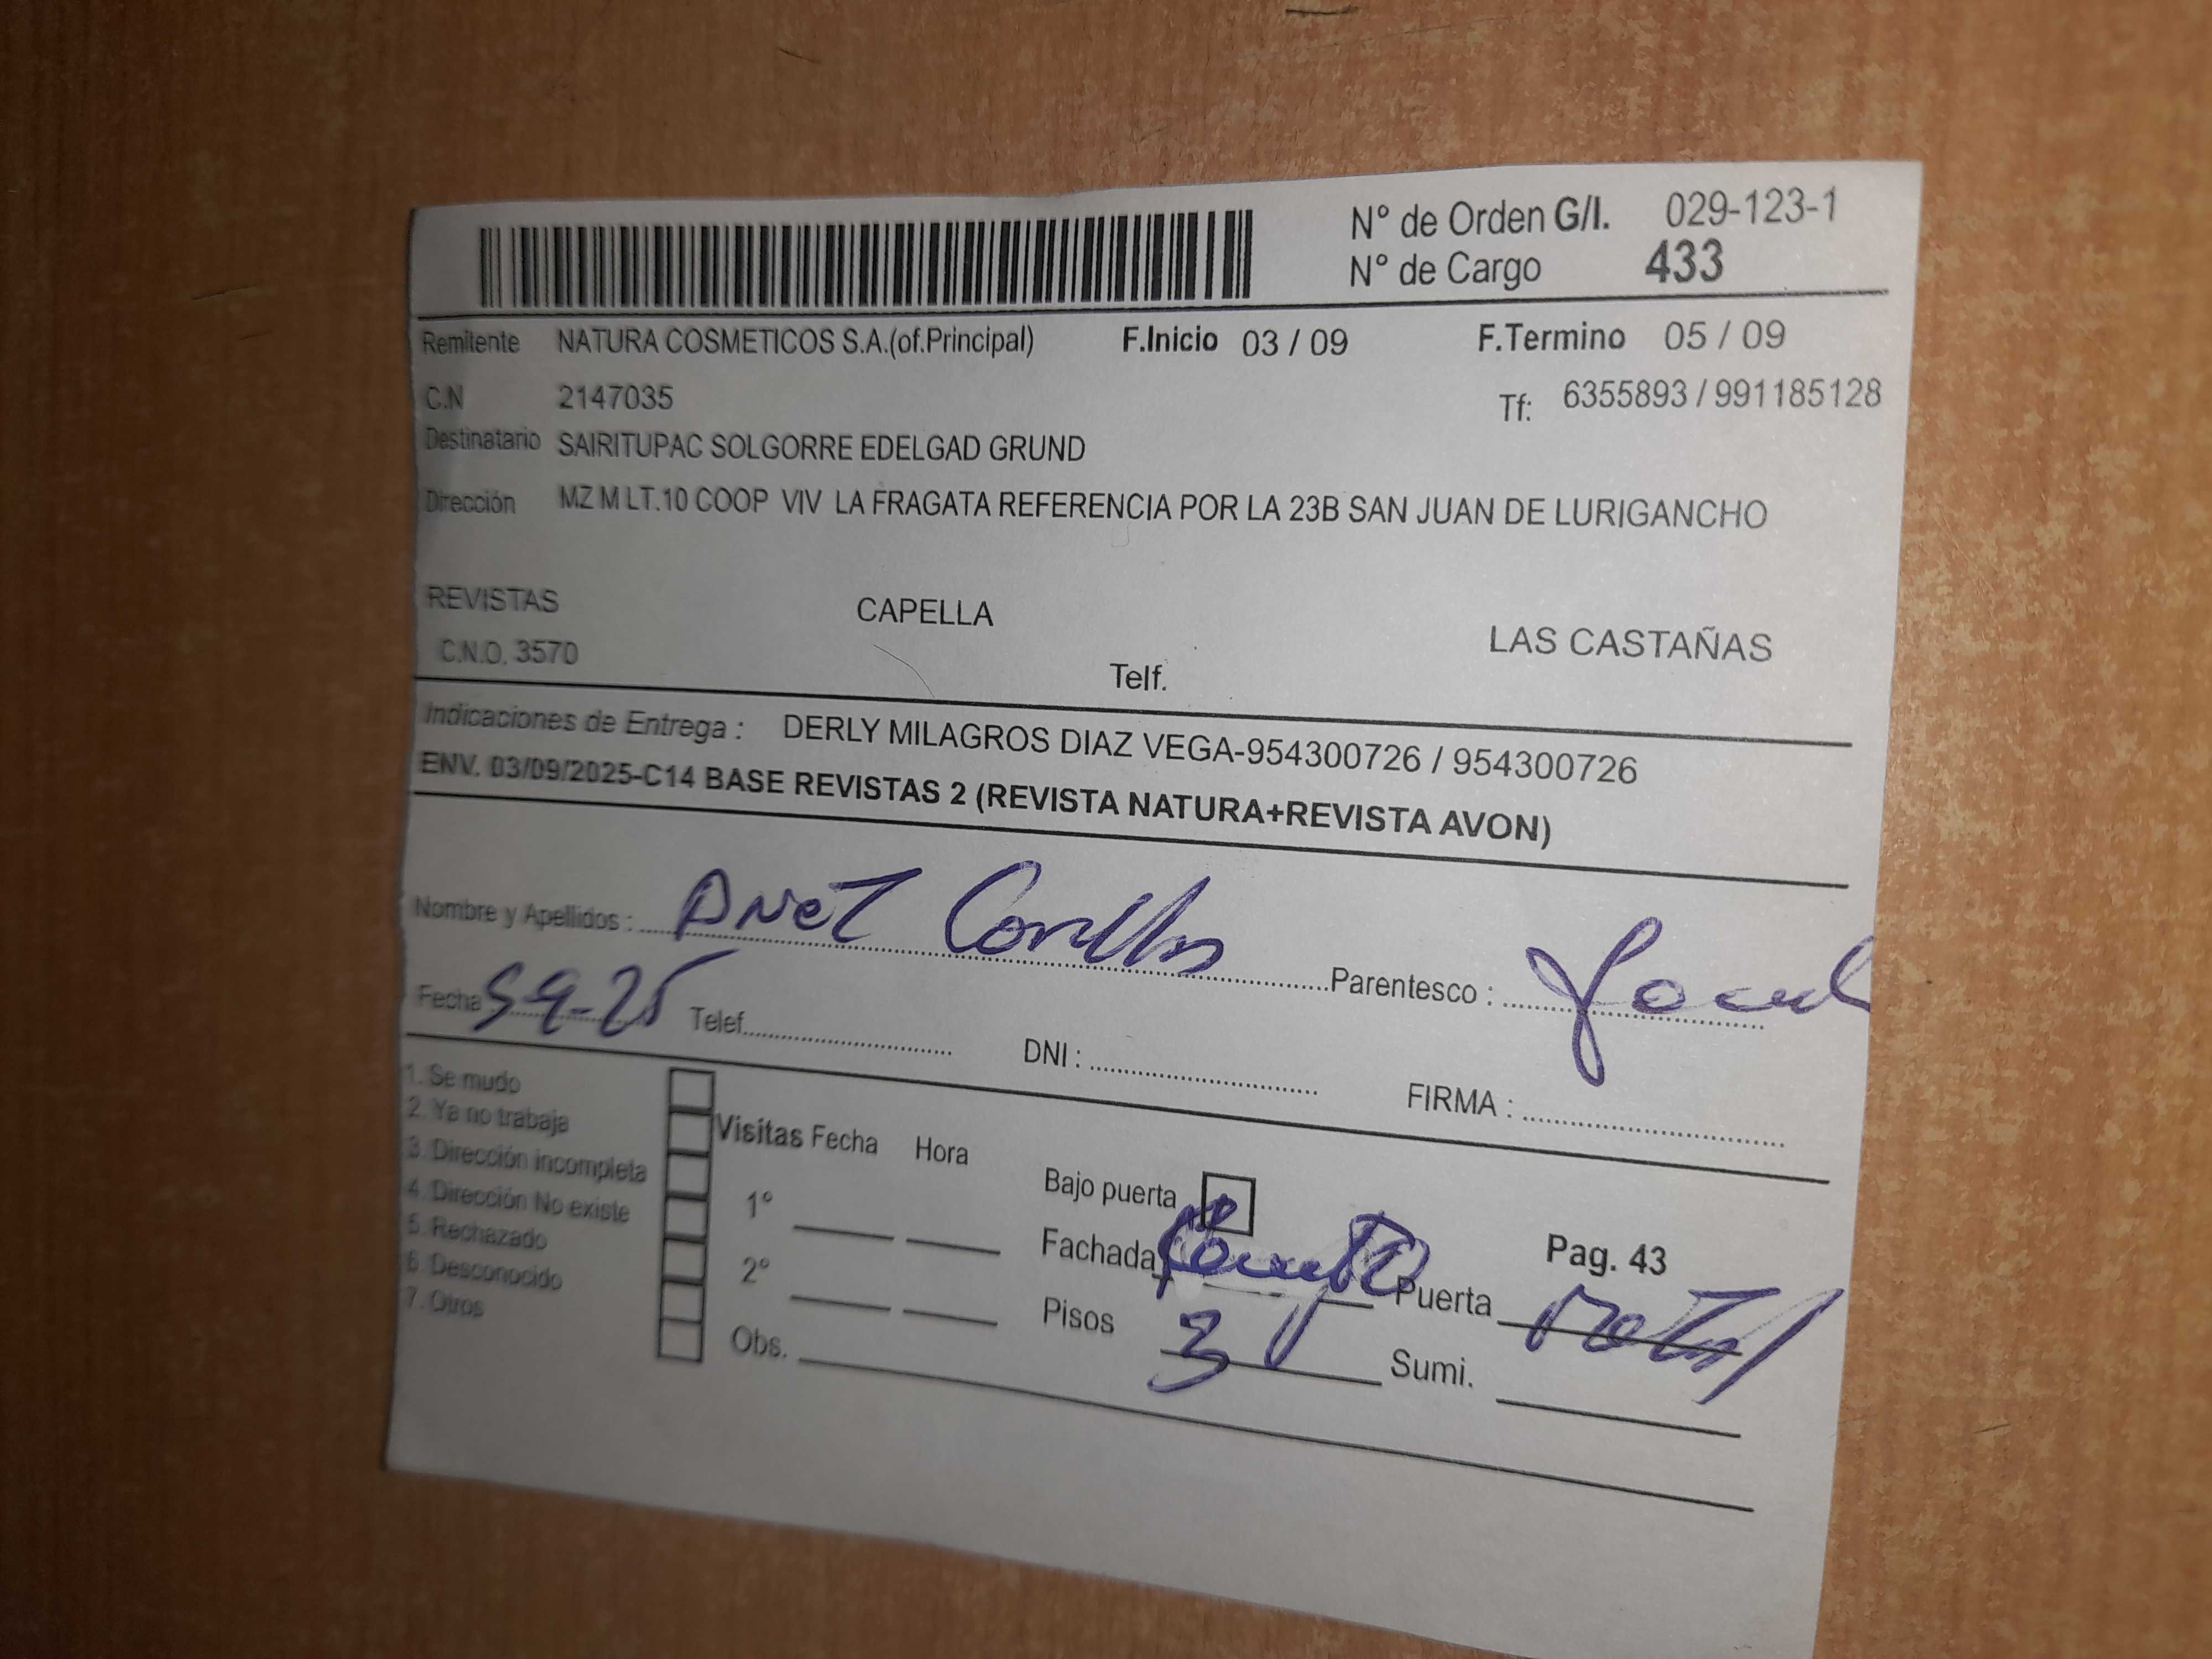 N° de Orden G/I. 029-123-1
N° de Cargo 433
Remitente NATURA COSMETICOS S.A.(of.Principal) F.Inicio 03 / 09 F.Termino 05 / 09
C.N 2147035 Tf: 6355893 / 991185128
Destinatario SAIRITUPAC SOLGORRE EDELGAD GRUND
Dirección MZ M LT.10 COOP VIV LA FRAGATA REFERENCIA POR LA 23B SAN JUAN DE LURIGANCHO
REVISTAS CAPELLA LAS CASTAÑAS
C.N.O. 3570 Telf.
Indicaciones de Entrega : DERLY MILAGROS DIAZ VEGA-954300726 / 954300726
ENV. 03/09/2025-C14 BASE REVISTAS 2 (REVISTA NATURA+REVISTA AVON)
Nombre y Apellidos : Parentesco :
Fecha 5 9-25 Telef. DNI : FIRMA :
1. Se mudo
2. Ya no trabaja
3. Dirección incompleta
4. Dirección No existe
5. Rechazado
6. Desconocido
7. Otros
Visitas Fecha Hora
1°
2°
Obs.
Bajo puerta
Fachada
Pisos 3
Pag. 43
Puerta
Sumi.